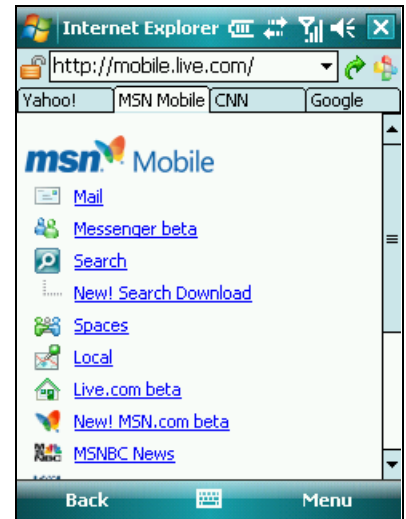 Internet Explorer
http://mobile.live.com/
Yahoo! MSN Mobile CNN Google
msn Mobile
Mail
Messenger beta
Search
New! Search Download
Spaces
Local
Live.com beta
New! MSN.com beta
MSNBC News
Back Menu